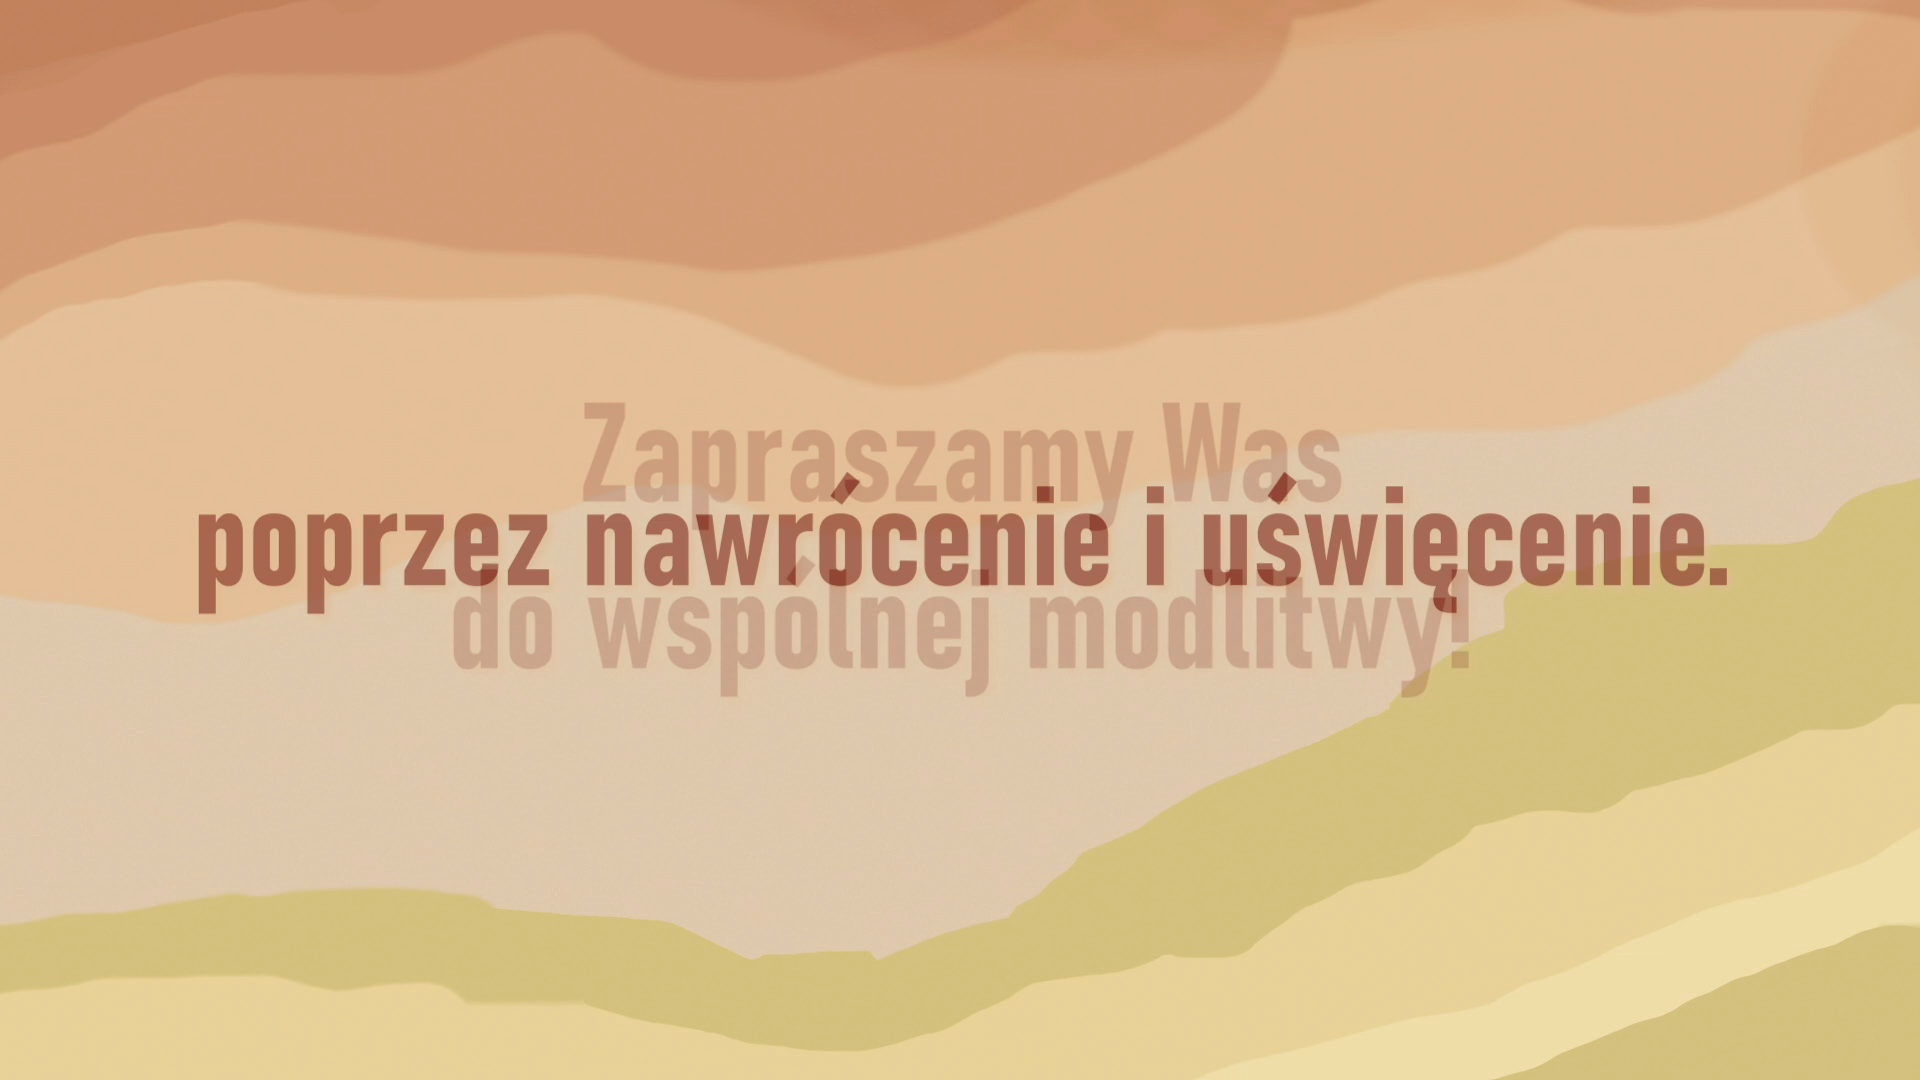 Zapraszamy Was
poprzez nawrócenie i uświęcenie.
do wspólnej modlitwy!